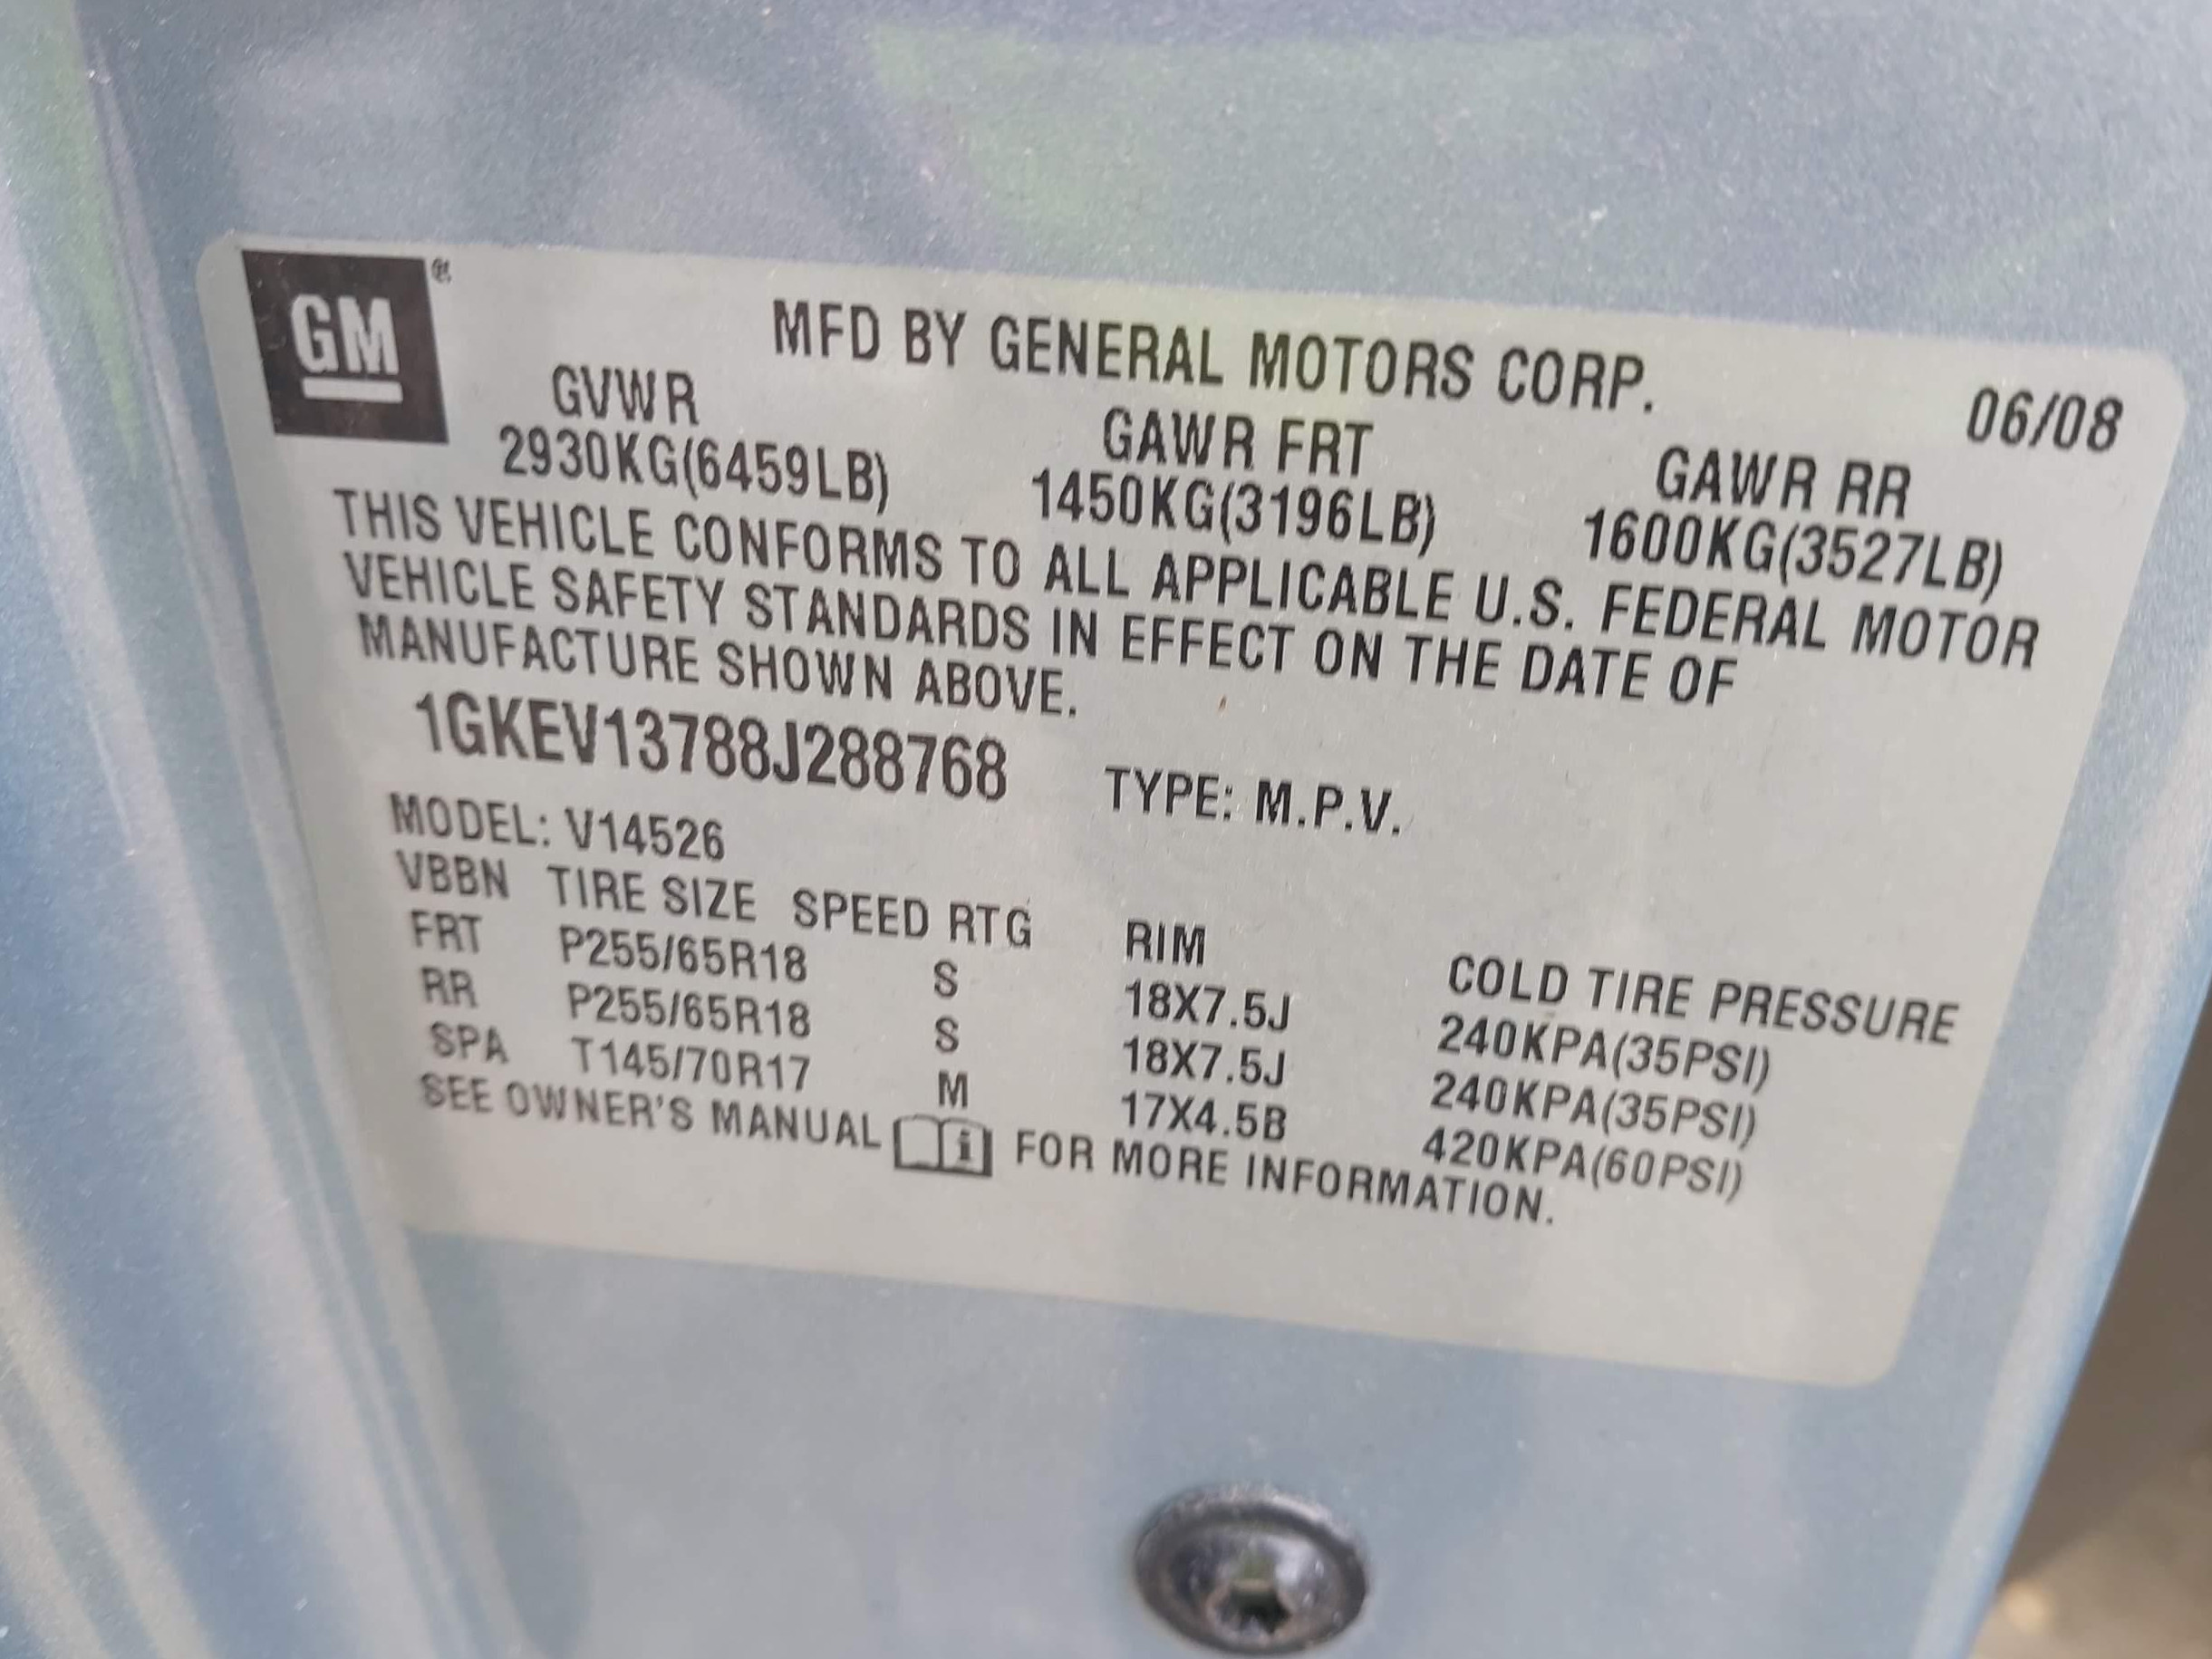 GM ®
MFD BY GENERAL MOTORS CORP. 06/08
GVWR GAWR FRT GAWR RR
2930KG(6459LB) 1450KG(3196LB) 1600KG(3527LB)
THIS VEHICLE CONFORMS TO ALL APPLICABLE U.S. FEDERAL MOTOR
VEHICLE SAFETY STANDARDS IN EFFECT ON THE DATE OF
MANUFACTURE SHOWN ABOVE.
1GKEV13788J288768 TYPE: M.P.V.
MODEL: V14526
VBBN TIRE SIZE SPEED RTG RIM COLD TIRE PRESSURE
FRT P255/65R18 S 18X7.5J 240KPA(35PSI)
RR P255/65R18 S 18X7.5J 240KPA(35PSI)
SPA T145/70R17 M 17X4.5B 420KPA(60PSI)
SEE OWNER'S MANUAL i FOR MORE INFORMATION.